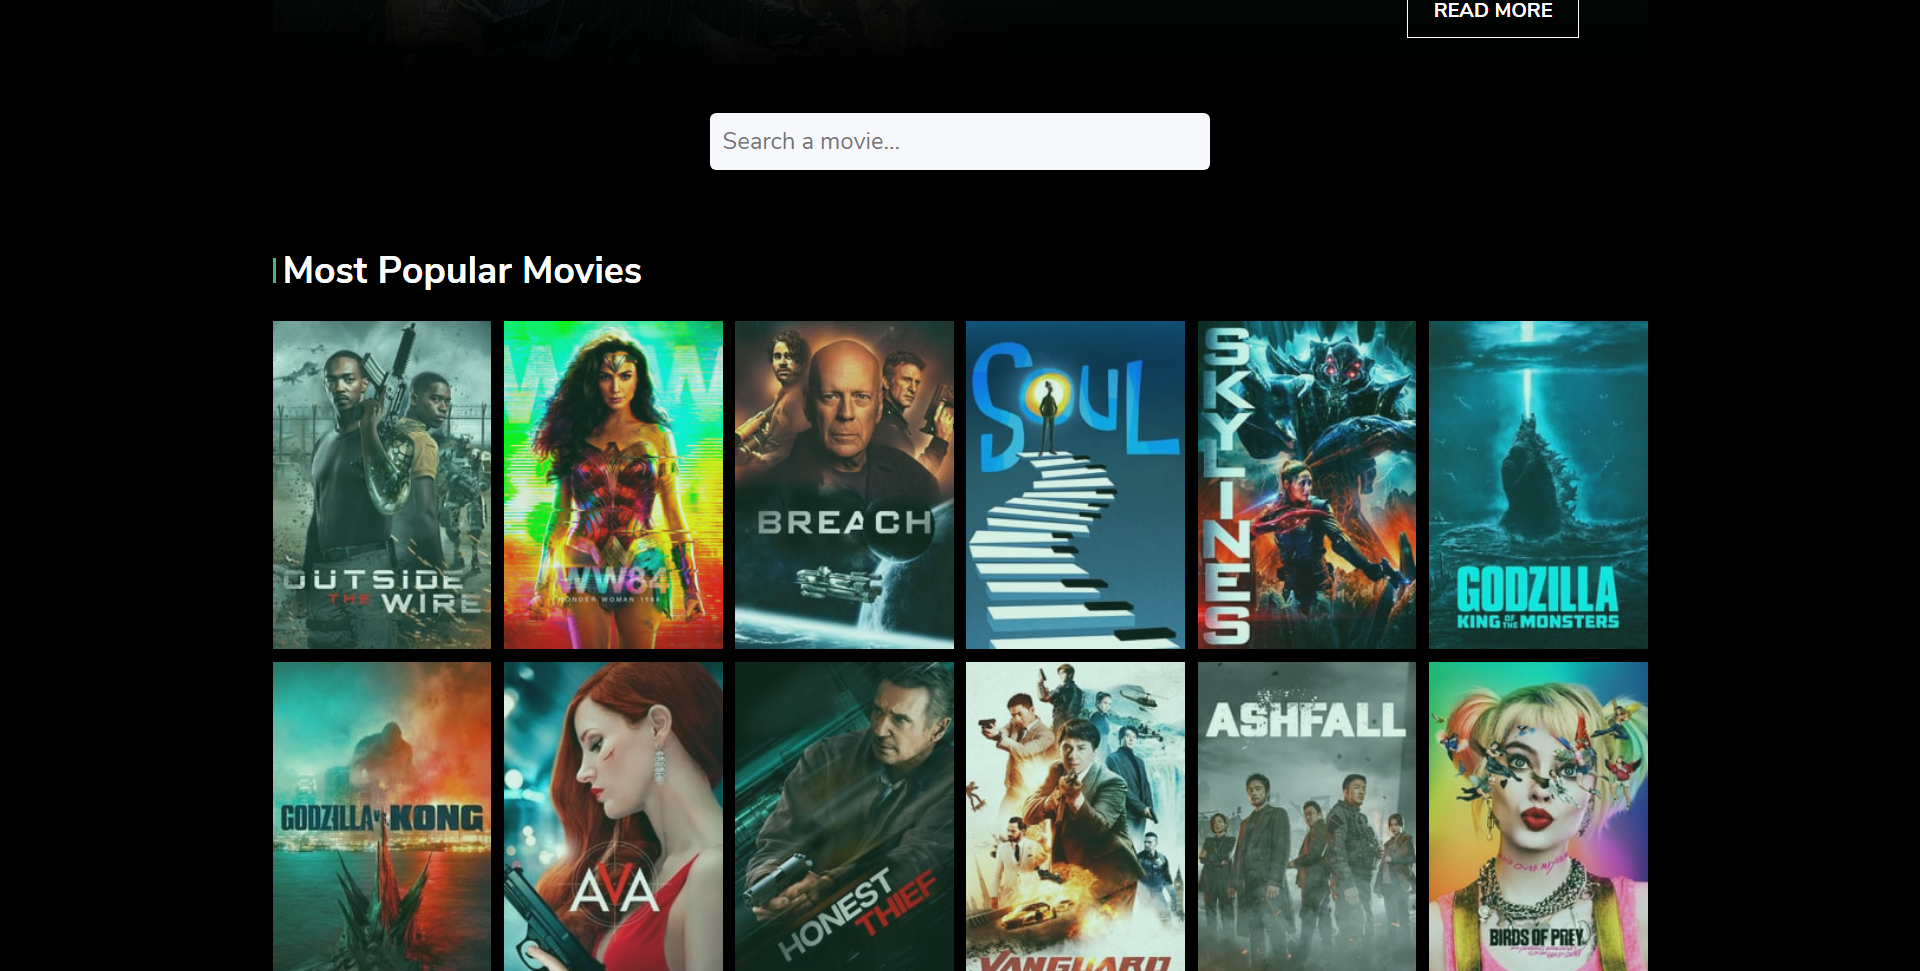 READ MORE
Search a movie...
Most Popular Movies
OUTSIDE
THE WIRE
WW
WW84
WONDER WOMAN 1984
BREACH
SOUL
SKYLINES
GODZILLA
KING OF THE MONSTERS
GODZILLA VS KONG
AVA
HONEST
THIEF
VANGUARD
ASHFALL
BIRDS OF PREY